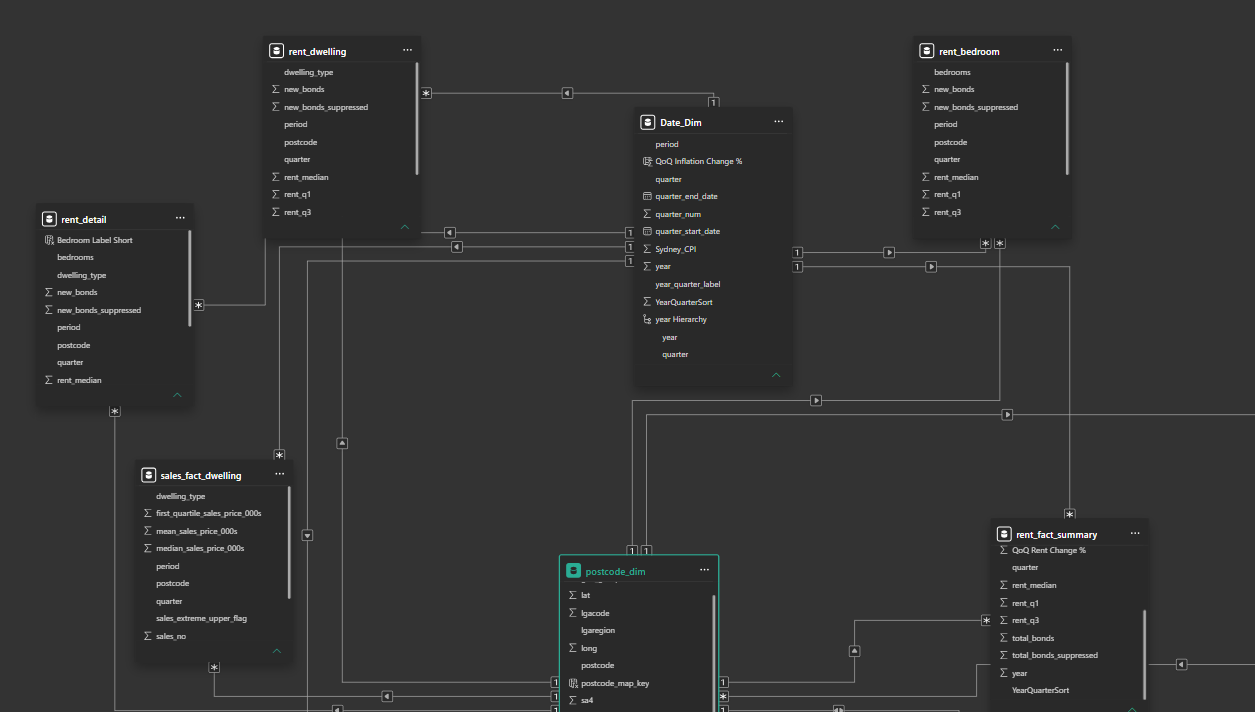 rent_dwelling
dwelling_type
new_bonds
new_bonds_suppressed
period
postcode
quarter
rent_median
rent_q1
rent_q3
rent_bedroom
bedrooms
new_bonds
new_bonds_suppressed
period
postcode
quarter
rent_median
rent_q1
rent_q3
Date_Dim
period
QoQ Inflation Change %
quarter
quarter_end_date
quarter_num
quarter_start_date
Sydney_CPI
year
year_quarter_label
YearQuarterSort
year Hierarchy
year
quarter
rent_detail
Bedroom Label Short
bedrooms
dwelling_type
new_bonds
new_bonds_suppressed
period
postcode
quarter
rent_median
sales_fact_dwelling
dwelling_type
first_quartile_sales_price_000s
mean_sales_price_000s
median_sales_price_000s
period
postcode
quarter
sales_extreme_upper_flag
sales_no
postcode_dim
lat
lgacode
lgaregion
long
postcode
postcode_map_key
sa4
rent_fact_summary
QoQ Rent Change %
quarter
rent_median
rent_q1
rent_q3
total_bonds
total_bonds_suppressed
year
YearQuarterSort